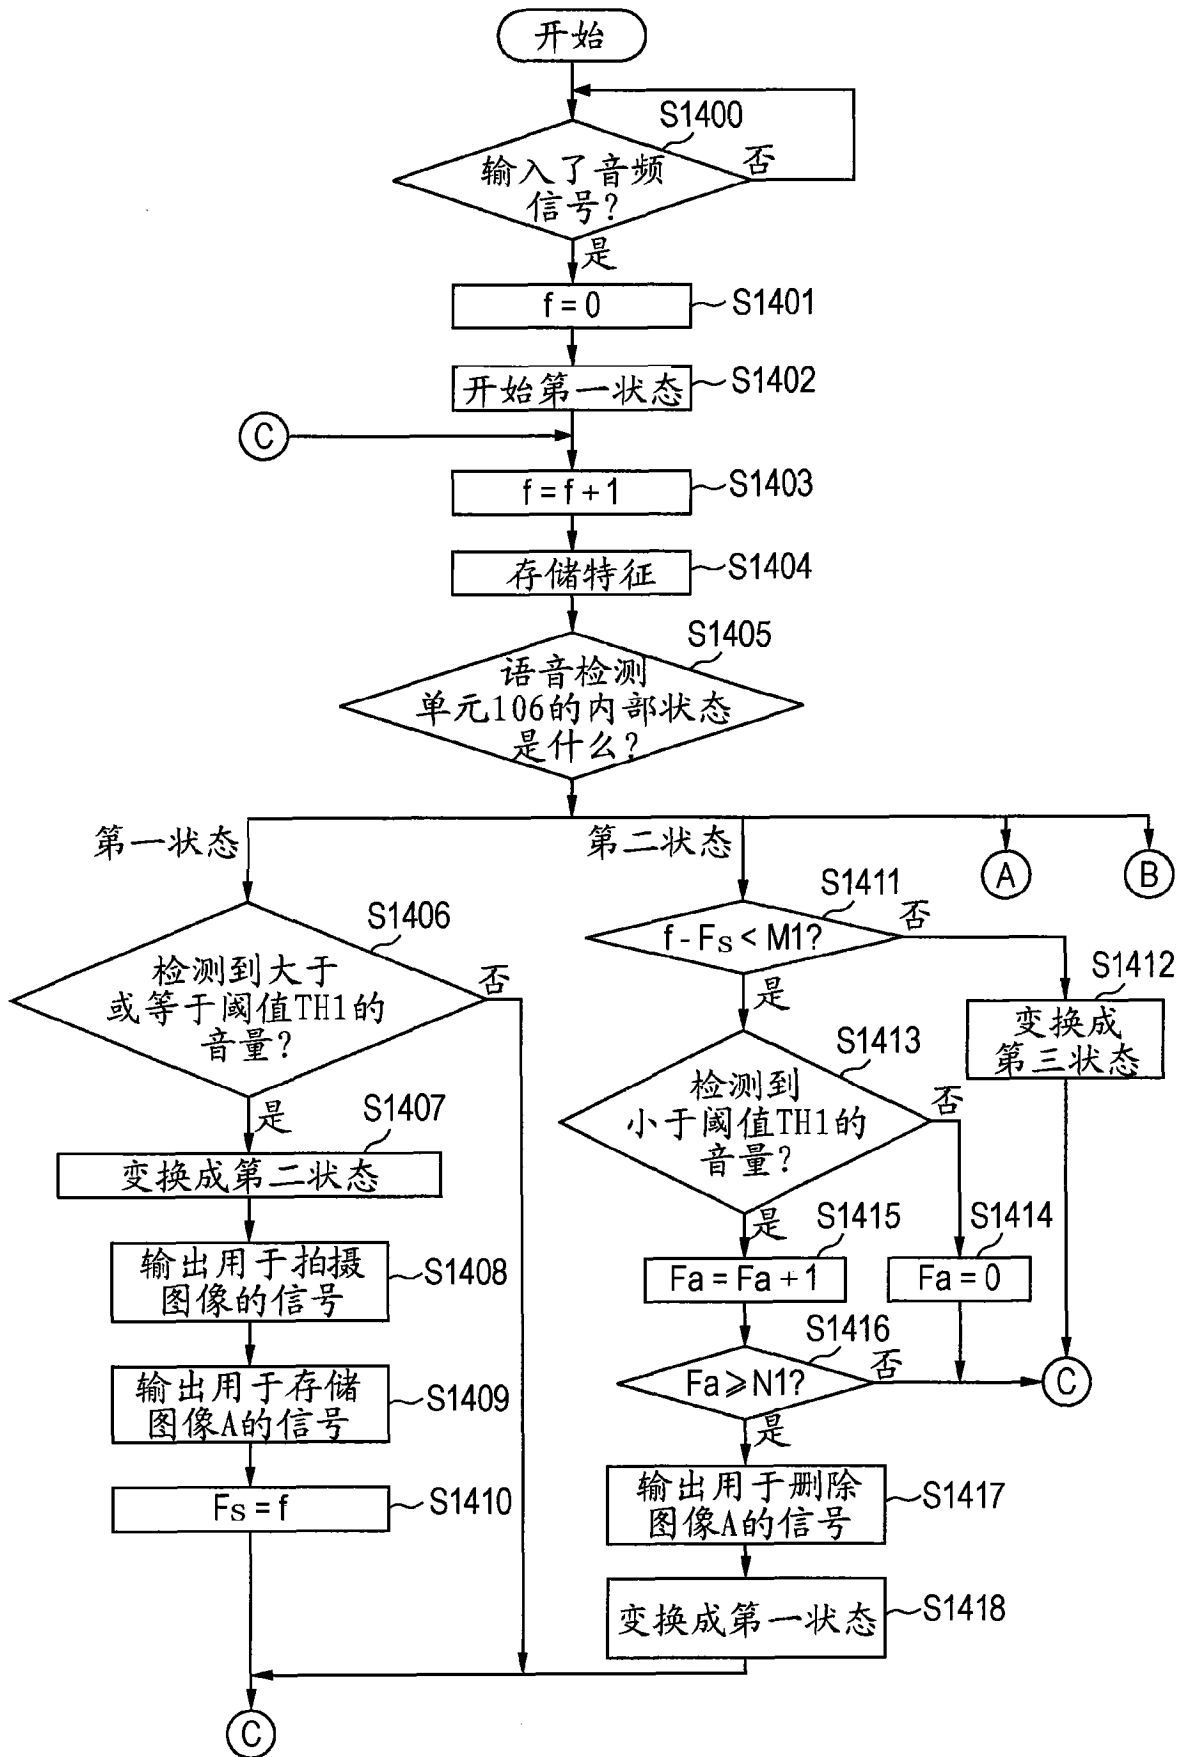 开始
S1400
输入了音频
信号?
否
是
f = 0
S1401
开始第一状态
S1402
C
f = f + 1
S1403
存储特征
S1404
S1405
语音检测
单元106的内部状态
是什么?
第一状态
第二状态
A
B
S1406
检测到大于
或等于阈值TH1的
音量?
否
是
S1407
变换成第二状态
输出用于拍摄
图像的信号
S1408
输出用于存储
图像A的信号
S1409
Fs = f
S1410
C
S1411
f - Fs < M1?
否
是
S1412
变换成
第三状态
S1413
检测到
小于阈值TH1的
音量?
否
是
S1415
Fa = Fa + 1
S1414
Fa = 0
S1416
Fa ⩾ N1?
否
C
是
输出用于删除
图像A的信号
S1417
变换成第一状态
S1418